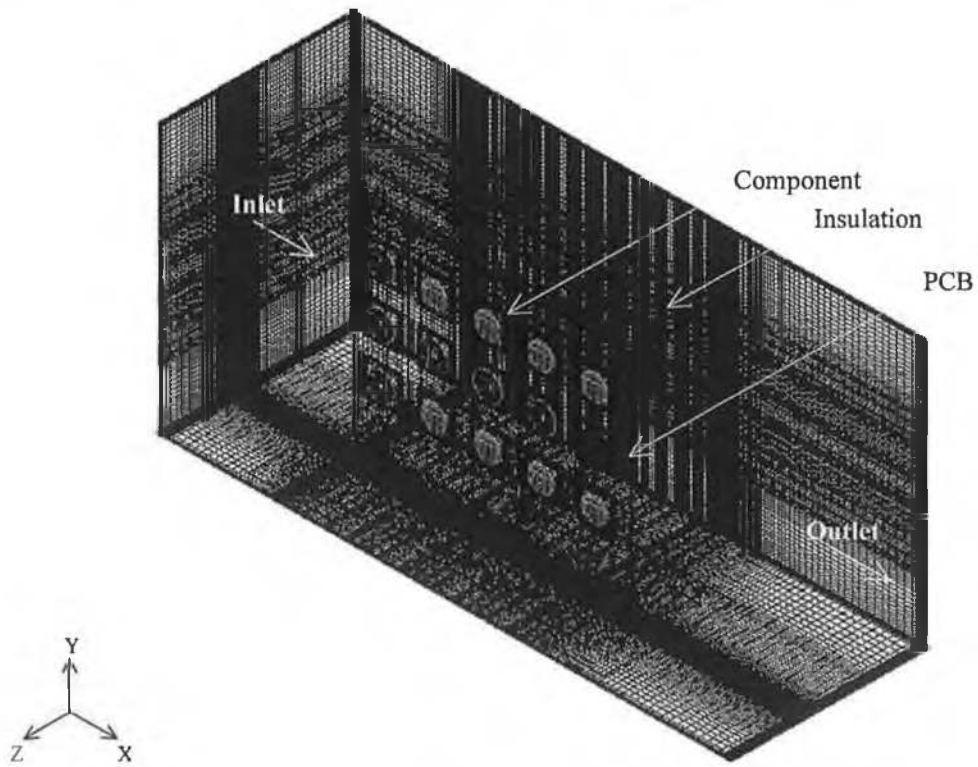 Component
Insulation
Inlet
PCB
Outlet
Y
Z
X